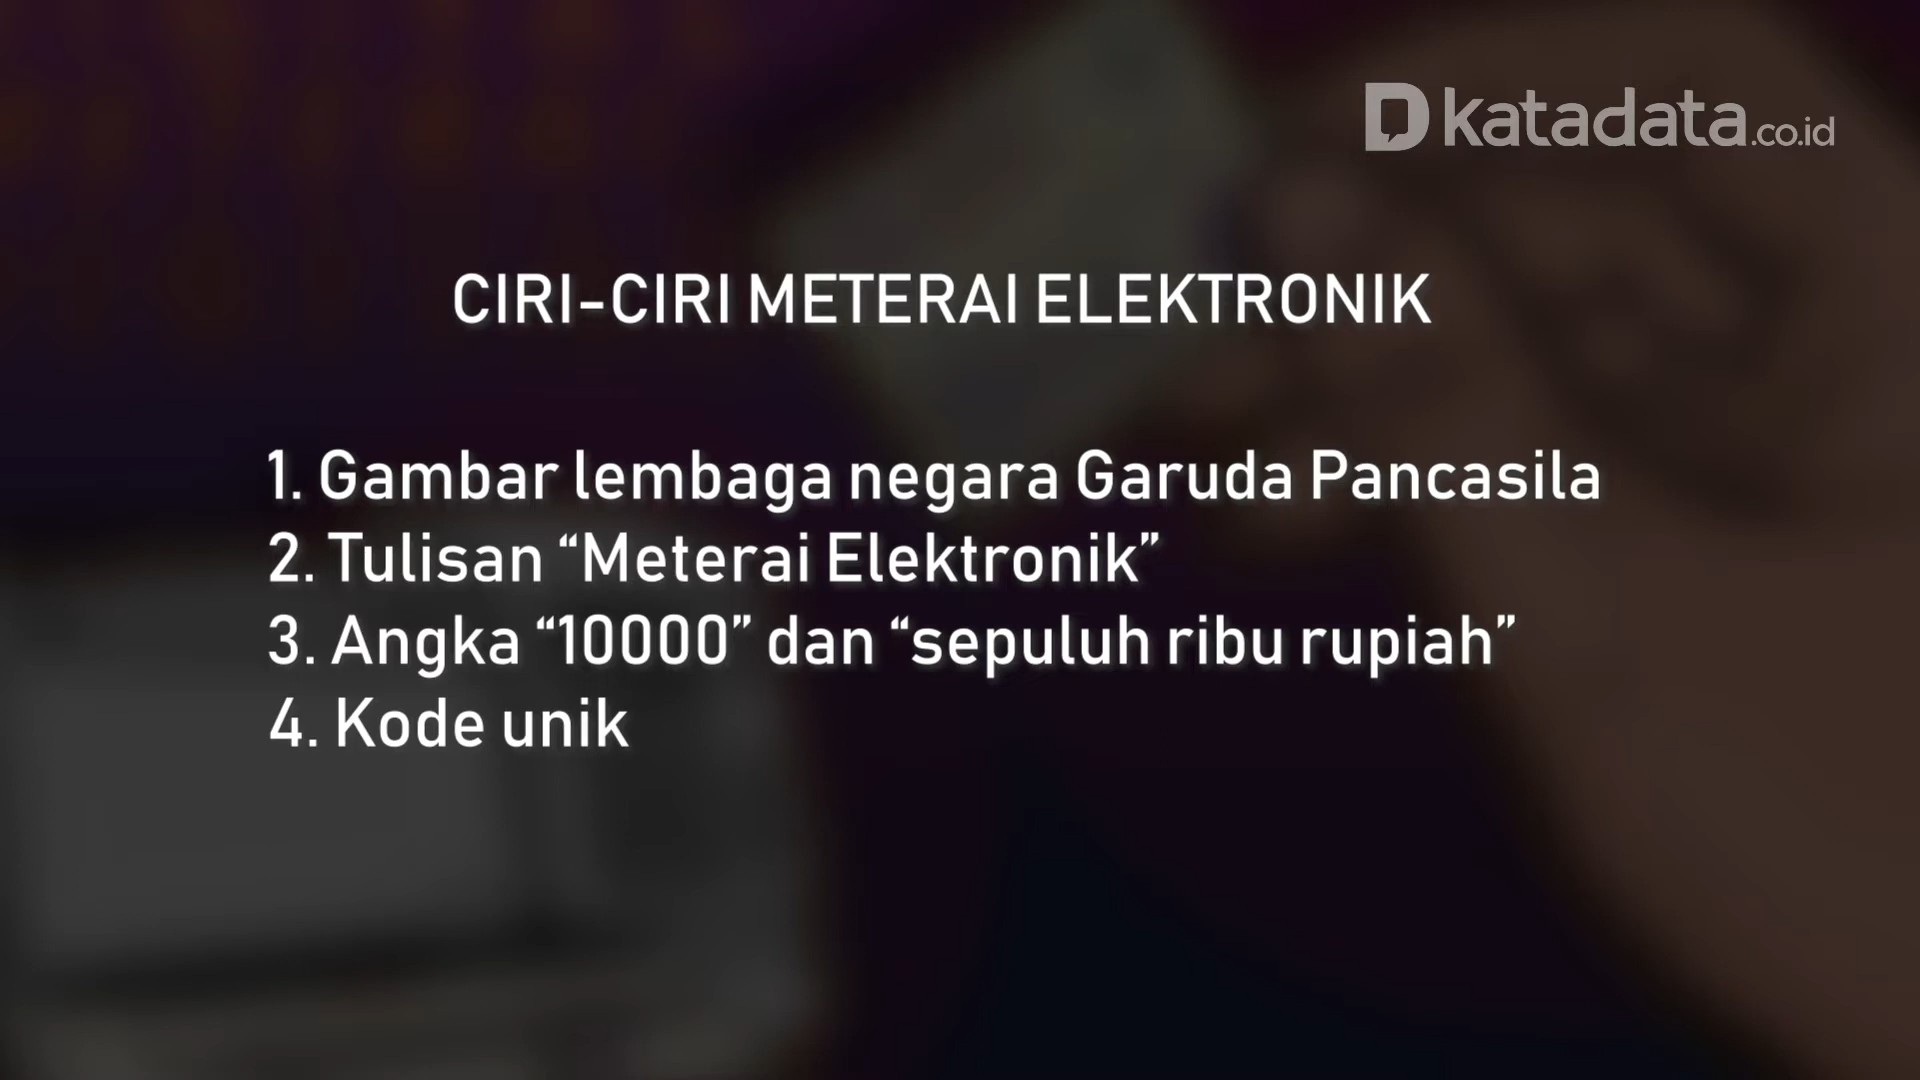 katadata.co.id
CIRI-CIRI METERAI ELEKTRONIK
1. Gambar lembaga negara Garuda Pancasila
2. Tulisan “Meterai Elektronik”
3. Angka “10000” dan “sepuluh ribu rupiah”
4. Kode unik